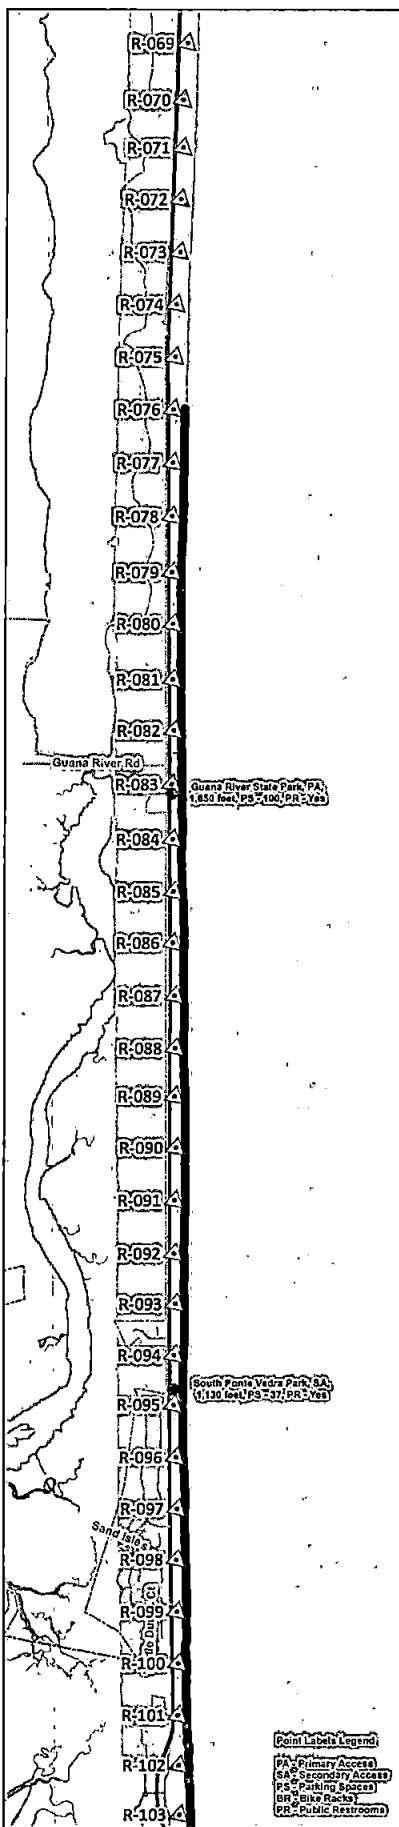 R-069
R-070
R-071
R-072
R-073
R-074
R-075
R-076
R-077
R-078
R-079
R-080
R-081
R-082
Guana River Rd
R-083
Guana River State Park, PA,
1,650 feet, PS - 100, PR - Yes
R-084
R-085
R-086
R-087
R-088
R-089
R-090
R-091
R-092
R-093
R-094
South Ponte Vedra Park, SA,
1,130 feet, PS - 37, PR - Yes
R-095
R-096
R-097
Sand Isles
R-098
R-099
R-100
R-101
R-102
R-103
Point Labels Legend
PA - Primary Access
SA - Secondary Access
PS - Parking Spaces
BR - Bike Racks
PR - Public Restrooms